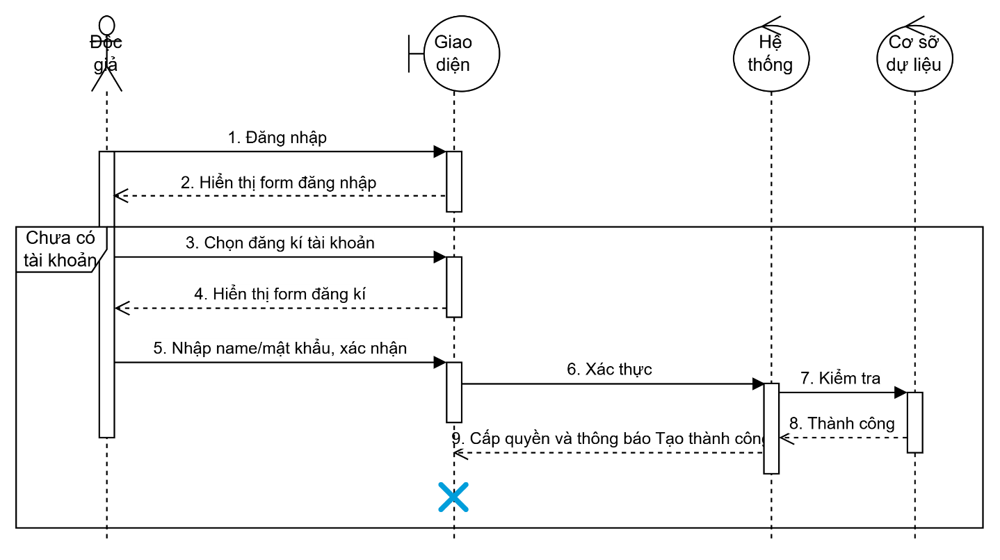 Độc
giả
Giao
diện
Hệ
thống
Cơ sỡ
dự liệu
1. Đăng nhập
2. Hiển thị form đăng nhập
Chưa có
tài khoản
3. Chọn đăng kí tài khoản
4. Hiển thị form đăng kí
5. Nhập name/mật khẩu, xác nhận
6. Xác thực
7. Kiểm tra
8. Thành công
9. Cấp quyền và thông báo Tạo thành công